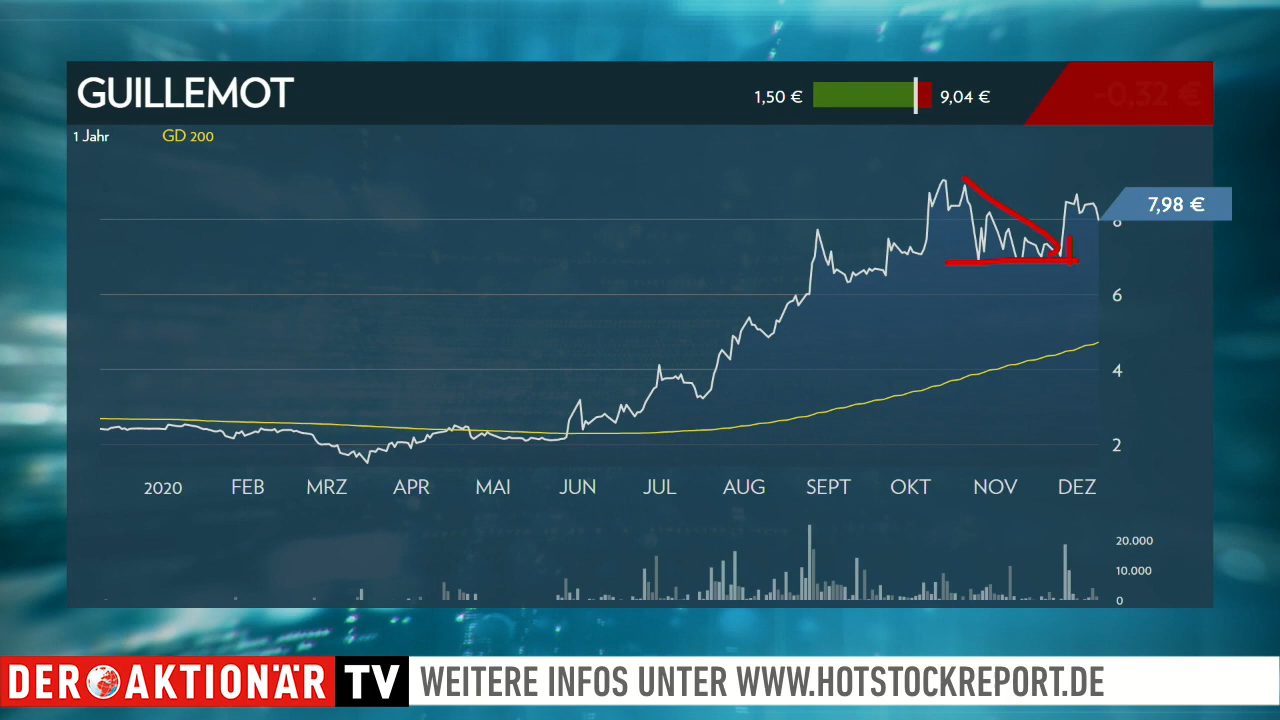 GUILLEMOT
1,50 €
9,04 €
-0,32 €
1 Jahr
GD 200
7,98 €
8
6
4
2
2020 FEB MRZ APR MAI JUN JUL AUG SEPT OKT NOV DEZ
20.000
10.000
0
DER AKTIONÄR TV
WEITERE INFOS UNTER WWW.HOTSTOCKREPORT.DE